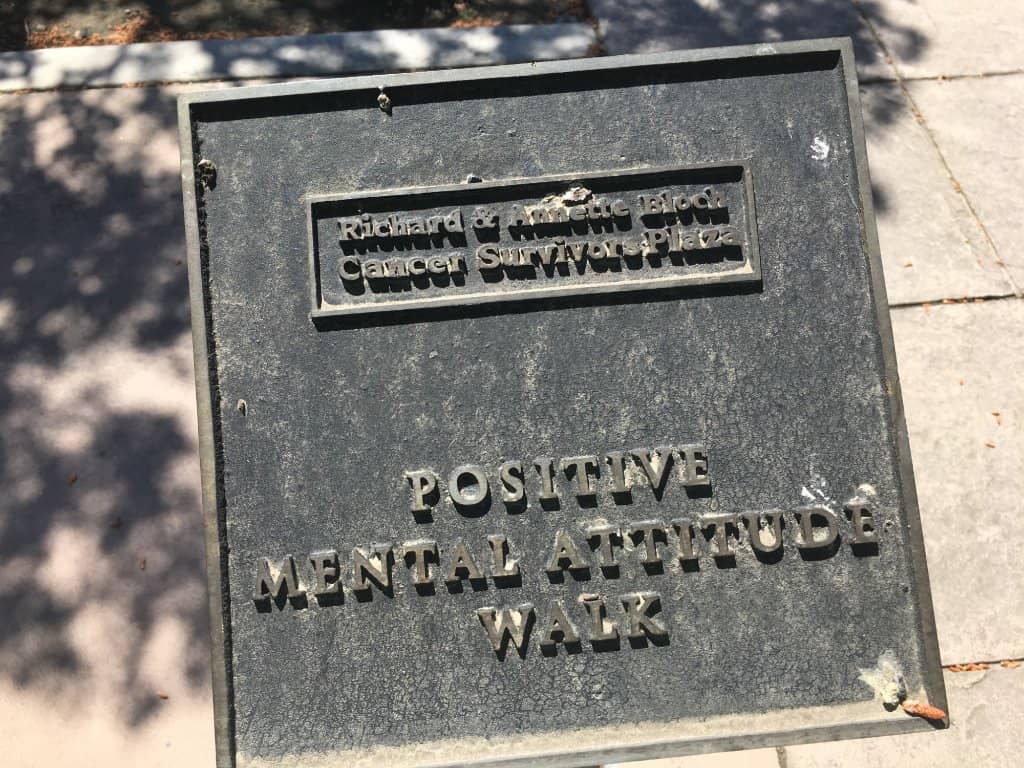 Richard & Annette Bloch
Cancer Survivors Plaza
POSITIVE
MENTAL ATTITUDE
WALK